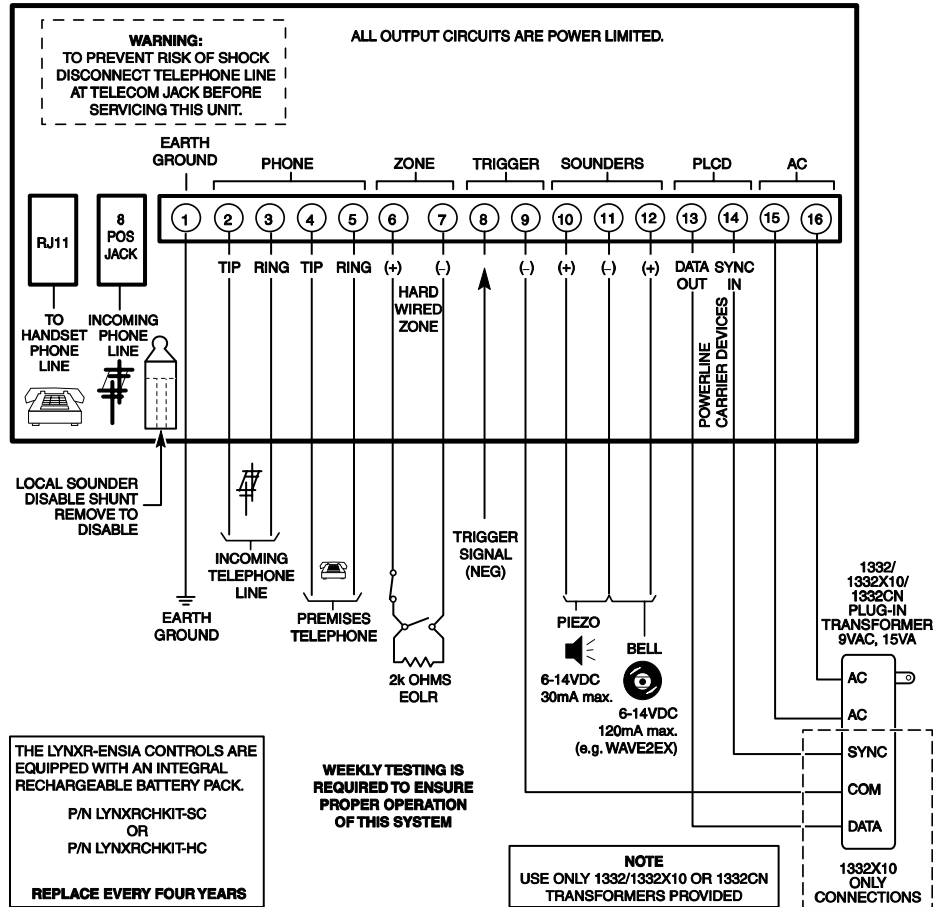 WARNING:
TO PREVENT RISK OF SHOCK
DISCONNECT TELEPHONE LINE
AT TELECOM JACK BEFORE
SERVICING THIS UNIT.
ALL OUTPUT CIRCUITS ARE POWER LIMITED.
EARTH
GROUND
PHONE
ZONE
TRIGGER
SOUNDERS
PLCD
AC
RJ11
8
POS
JACK
1 2 3 4 5 6 7 8 9 10 11 12 13 14 15 16
TIP RING TIP RING (+) (–) (–) (+) (–) (+)
DATA
OUT
SYNC
IN
HARD
WIRED
ZONE
POWERLINE
CARRIER DEVICES
TO
HANDSET
PHONE
LINE
INCOMING
PHONE
LINE
LOCAL SOUNDER
DISABLE SHUNT
REMOVE TO
DISABLE
EARTH
GROUND
INCOMING
TELEPHONE
LINE
PREMISES
TELEPHONE
2k OHMS
EOLR
TRIGGER
SIGNAL
(NEG)
PIEZO
6-14VDC
30mA max.
BELL
6-14VDC
120mA max.
(e.g. WAVE2EX)
1332/
1332X10/
1332CN
PLUG-IN
TRANSFORMER
9VAC, 15VA
AC
AC
SYNC
COM
DATA
1332X10
ONLY
CONNECTIONS
THE LYNXR-ENSIA CONTROLS ARE
EQUIPPED WITH AN INTEGRAL
RECHARGEABLE BATTERY PACK.
P/N LYNXRCHKIT-SC
OR
P/N LYNXRCHKIT-HC
REPLACE EVERY FOUR YEARS
WEEKLY TESTING IS
REQUIRED TO ENSURE
PROPER OPERATION
OF THIS SYSTEM
NOTE
USE ONLY 1332/1332X10 OR 1332CN
TRANSFORMERS PROVIDED